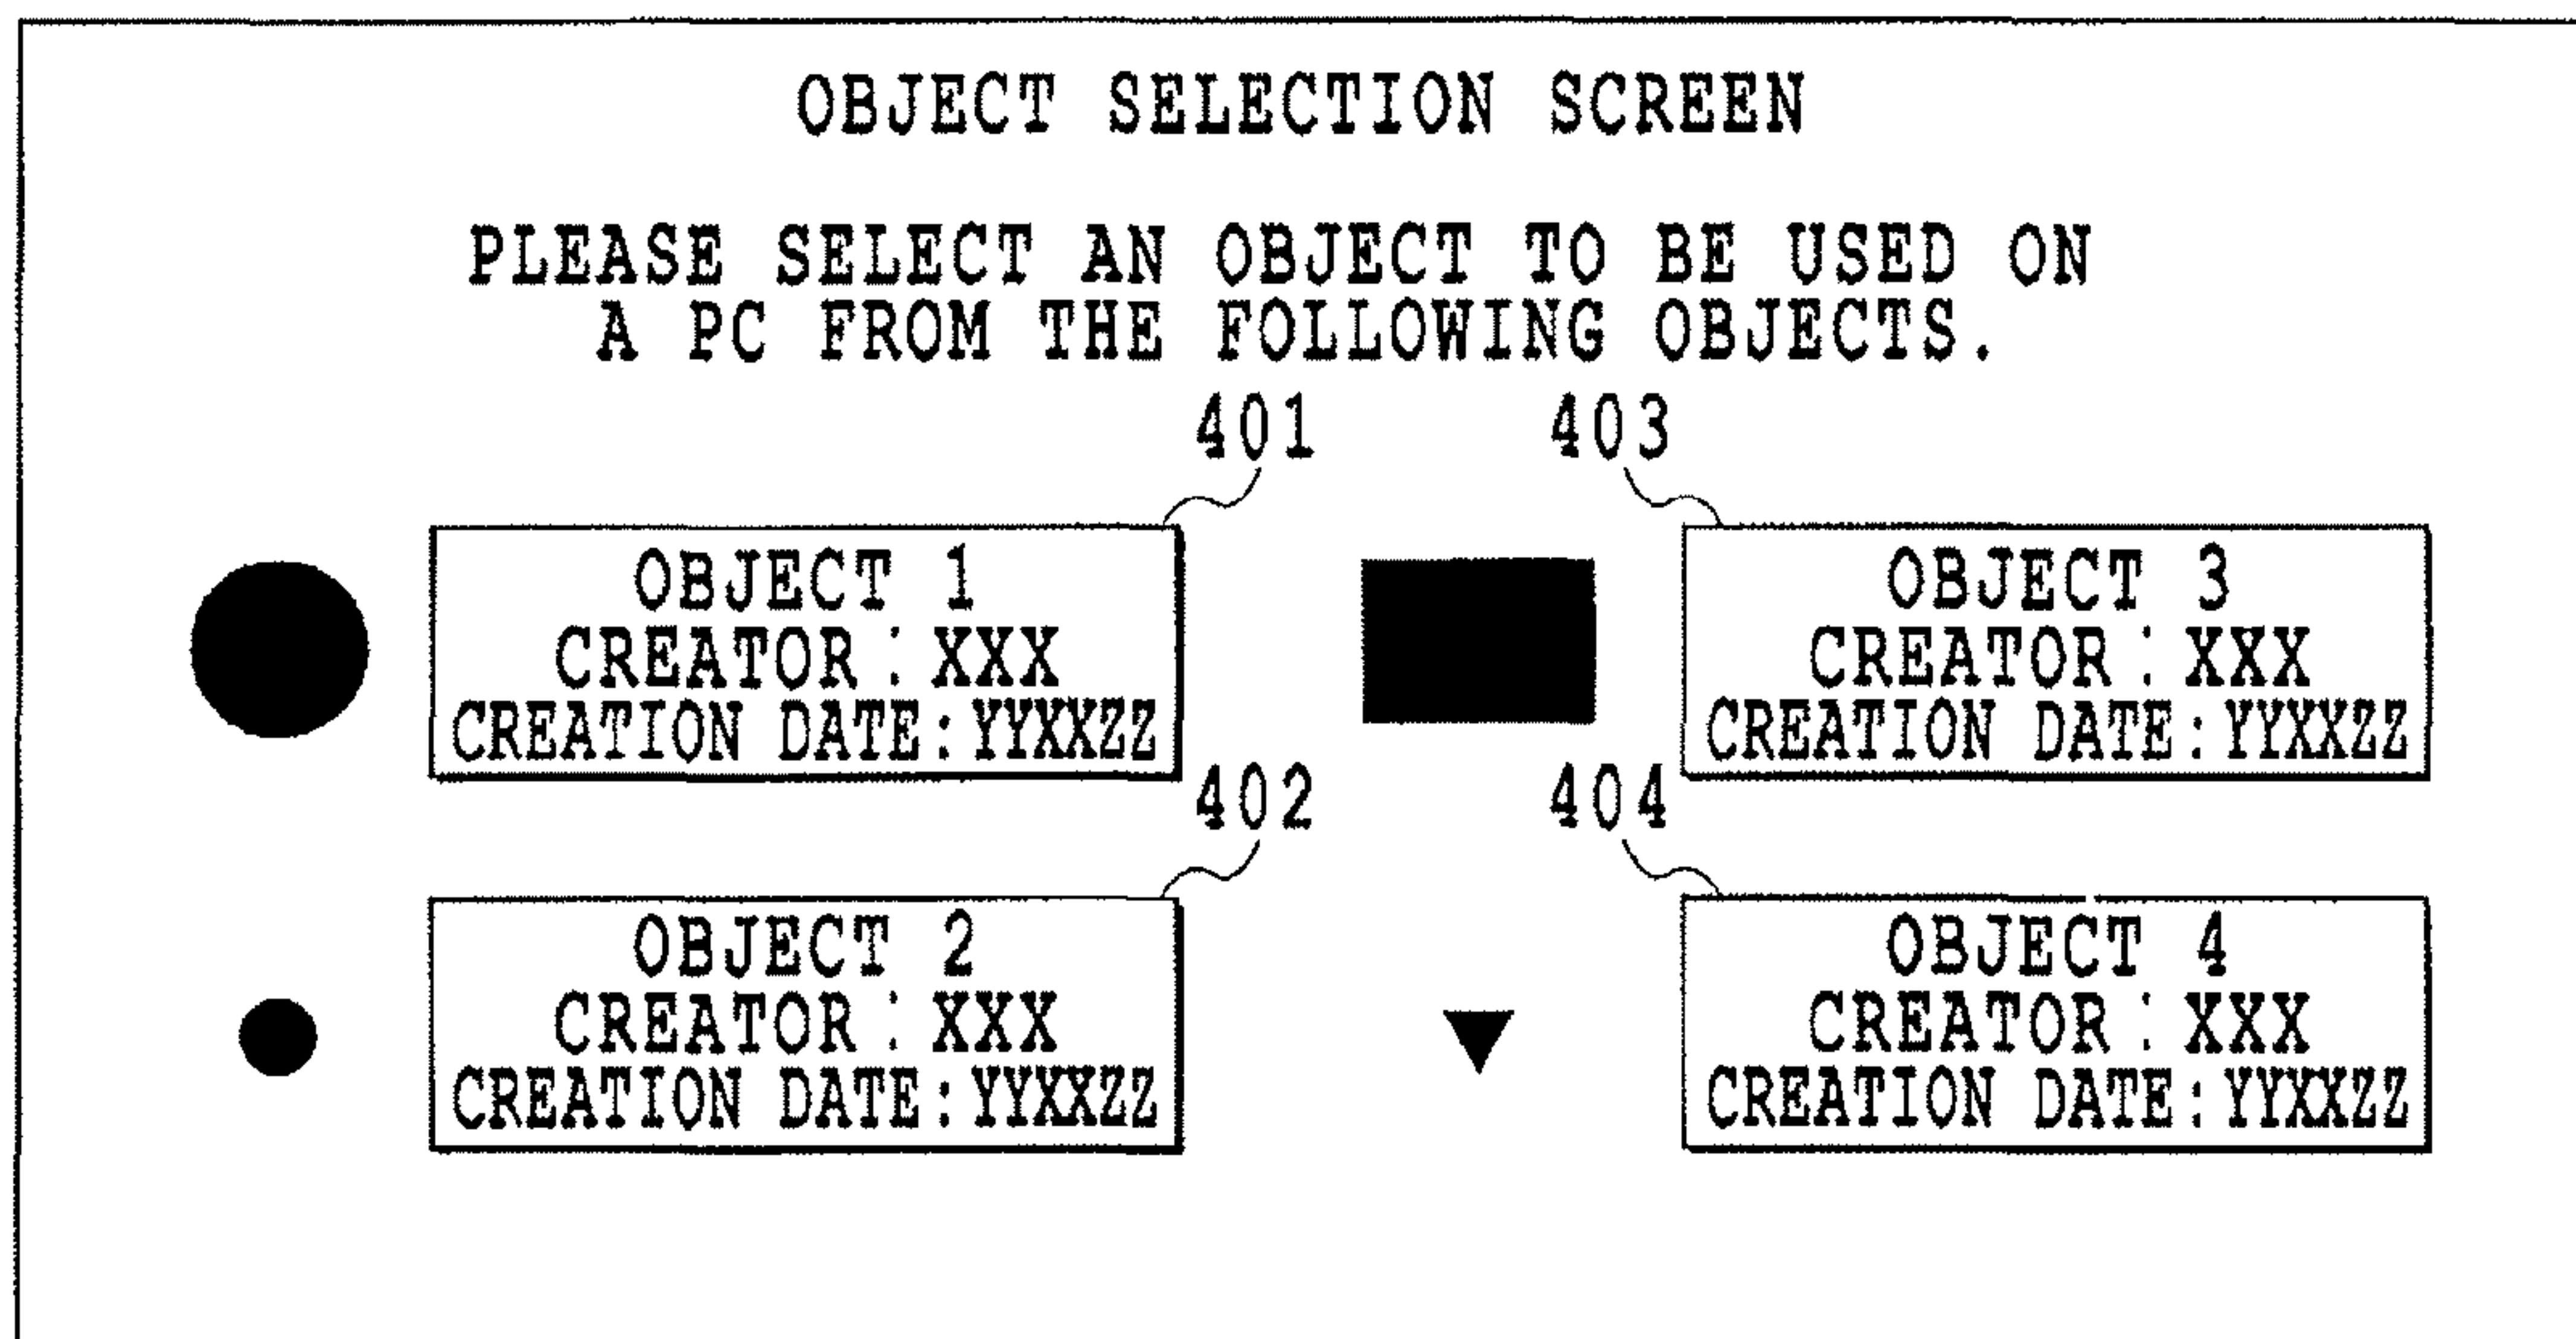 OBJECT SELECTION SCREEN
PLEASE SELECT AN OBJECT TO BE USED ON
A PC FROM THE FOLLOWING OBJECTS.
401
OBJECT 1
CREATOR:XXX
CREATION DATE:YYXXZZ
402
OBJECT 2
CREATOR:XXX
CREATION DATE:YYXXZZ
403
OBJECT 3
CREATOR:XXX
CREATION DATE:YYXXZZ
404
OBJECT 4
CREATOR:XXX
CREATION DATE:YYXXZZ